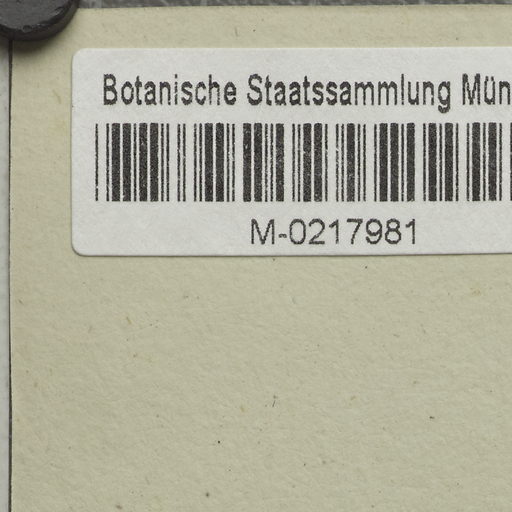 Botanische Staatssammlung Mün
M-0217981